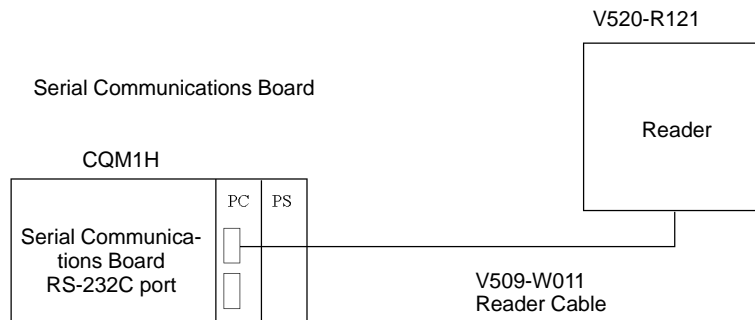 V520-R121
Serial Communications Board
Reader
CQM1H
PC
PS
Serial Communica-
tions Board
RS-232C port
V509-W011
Reader Cable